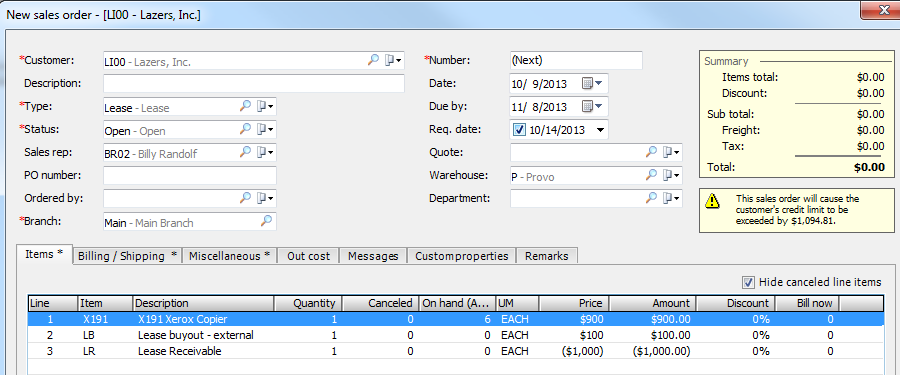 New sales order - [LI00 - Lazers, Inc.]
*Customer: LI00 - Lazers, Inc.
Description:
*Type: Lease - Lease
*Status: Open - Open
Sales rep: BR02 - Billy Randolf
PO number:
Ordered by:
*Branch: Main - Main Branch
*Number: (Next)
Date: 10/ 9/2013
Due by: 11/ 8/2013
Req. date: 10/14/2013
Quote:
Warehouse: P - Provo
Department:
Summary
Items total: $0.00
Discount: $0.00
Sub total: $0.00
Freight: $0.00
Tax: $0.00
Total: $0.00
This sales order will cause the
customer's credit limit to be
exceeded by $1,094.81.
Items * Billing / Shipping * Miscellaneous * Out cost Messages Custom properties Remarks
Hide canceled line items
Line Item Description Quantity Canceled On hand (A... UM Price Amount Discount Bill now
1 X191 X191 Xerox Copier 1 0 6 EACH $900 $900.00 0% 0
2 LB Lease buyout - external 1 0 0 EACH $100 $100.00 0% 0
3 LR Lease Receivable 1 0 0 EACH ($1,000) ($1,000.00) 0% 0